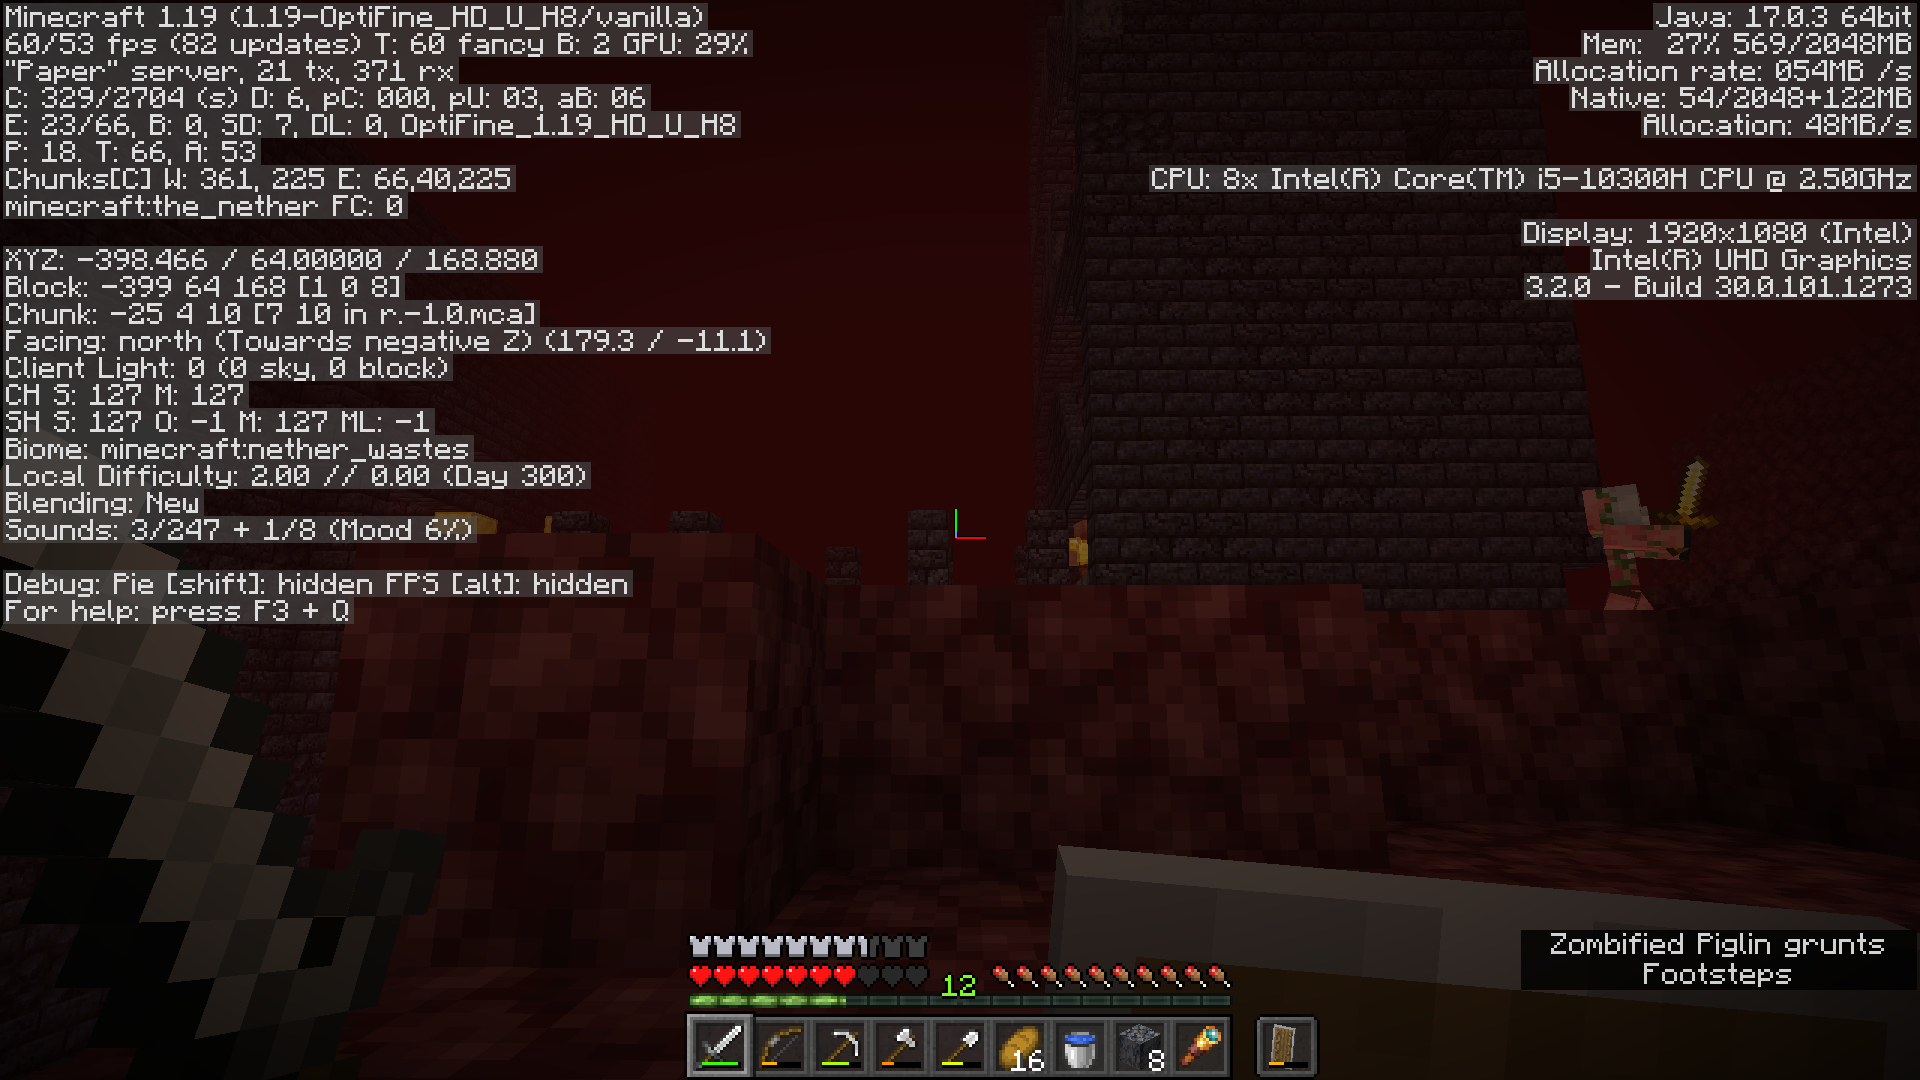 Minecraft 1.19 (1.19-OptiFine_HD_U_H8/vanilla)
60/53 fps (82 updates) T: 60 fancy B: 2 GPU: 29%
"Paper" server, 21 tx, 371 rx
C: 329/2704 (s) D: 6, pC: 000, pU: 03, aB: 06
E: 23/66, B: 0, SD: 7, DL: 0, OptiFine_1.19_HD_U_H8
P: 18. T: 66, A: 53
Chunks[C] W: 361, 225 E: 66,40,225
minecraft:the_nether FC: 0
XYZ: -398.466 / 64.00000 / 168.880
Block: -399 64 168 [1 0 8]
Chunk: -25 4 10 [7 10 in r.-1.0.mca]
Facing: north (Towards negative Z) (179.3 / -11.1)
Client Light: 0 (0 sky, 0 block)
CH S: 127 M: 127
SH S: 127 O: -1 M: 127 ML: -1
Biome: minecraft:nether_wastes
Local Difficulty: 2.00 // 0.00 (Day 300)
Blending: New
Sounds: 3/247 + 1/8 (Mood 6%)
Debug: Pie [shift]: hidden FPS [alt]: hidden
For help: press F3 + Q
Java: 17.0.3 64bit
Mem: 27% 569/2048MB
Allocation rate: 054MB /s
Native: 54/2048+122MB
Allocation: 48MB/s
CPU: 8x Intel(R) Core(TM) i5-10300H CPU @ 2.50GHz
Display: 1920x1080 (Intel)
Intel(R) UHD Graphics
3.2.0 - Build 30.0.101.1273
Zombified Piglin grunts
Footsteps
12
16
8